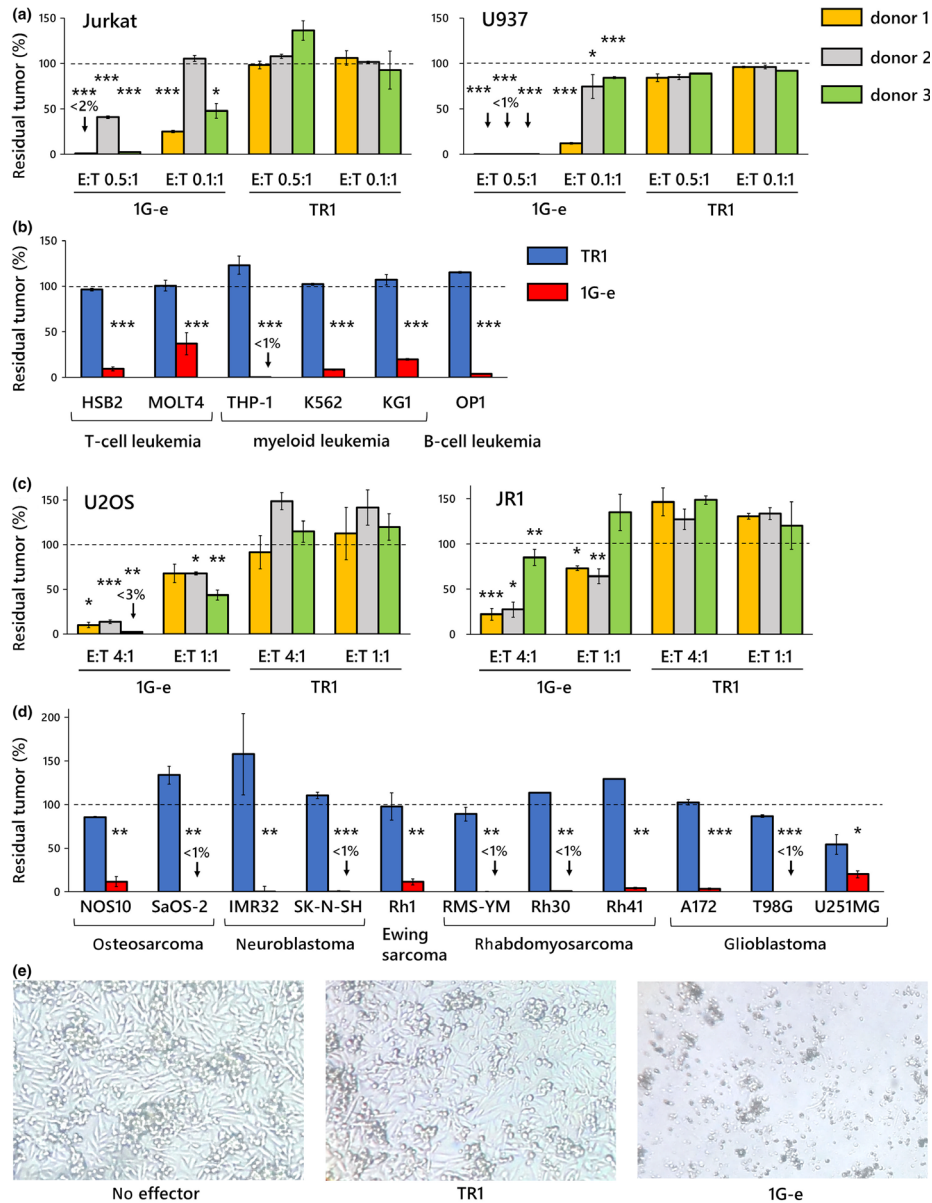 (a)
Jurkat
U937
donor 1
donor 2
donor 3
Residual tumor (%)
150
100
50
0
***
<2%
***
***
***
*
***
***
<1%
***
***
*
***
150
100
50
0
E:T 0.5:1 E:T 0.1:1 E:T 0.5:1 E:T 0.1:1
1G-e TR1
E:T 0.5:1 E:T 0.1:1 E:T 0.5:1 E:T 0.1:1
1G-e TR1
(b)
Residual tumor (%)
150
100
50
0
TR1
1G-e
*** *** *** *** *** ***
<1%
HSB2 MOLT4 THP-1 K562 KG1 OP1
T-cell leukemia myeloid leukemia B-cell leukemia
(c)
U2OS
JR1
Residual tumor (%)
150
100
50
0
*
***
**
<3%
*
**
150
100
50
0
***
*
**
*
**
E:T 4:1 E:T 1:1 E:T 4:1 E:T 1:1
1G-e TR1
E:T 4:1 E:T 1:1 E:T 4:1 E:T 1:1
1G-e TR1
(d)
Residual tumor (%)
200
150
100
50
0
** ** ** *** ** ** ** ** *** *** *
<1% <1% <1% <1% <1%
NOS10 SaOS-2 IMR32 SK-N-SH Rh1 RMS-YM Rh30 Rh41 A172 T98G U251MG
Osteosarcoma Neuroblastoma Ewing sarcoma Rhabdomyosarcoma Glioblastoma
(e)
No effector TR1 1G-e